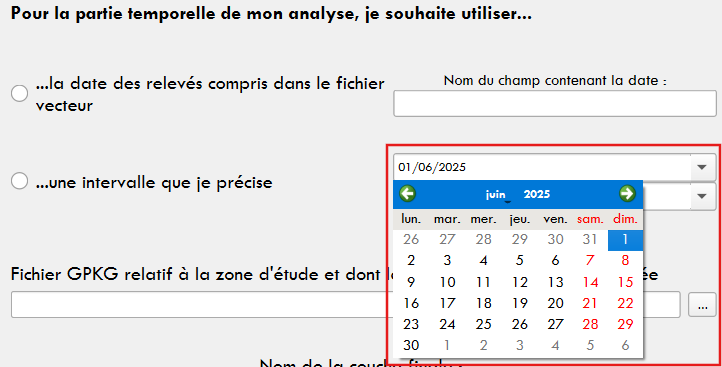 Pour la partie temporelle de mon analyse, je souhaite utiliser...
...la date des relevés compris dans le fichier
vecteur
Nom du champ contenant la date :
...une intervalle que je précise
01/06/2025
juin 2025
lun. mar. mer. jeu. ven. sam. dim.
26 27 28 29 30 31 1
2 3 4 5 6 7 8
9 10 11 12 13 14 15
16 17 18 19 20 21 22
23 24 25 26 27 28 29
30 1 2 3 4 5 6
Fichier GPKG relatif à la zone d'étude et dont
...
Nom de la